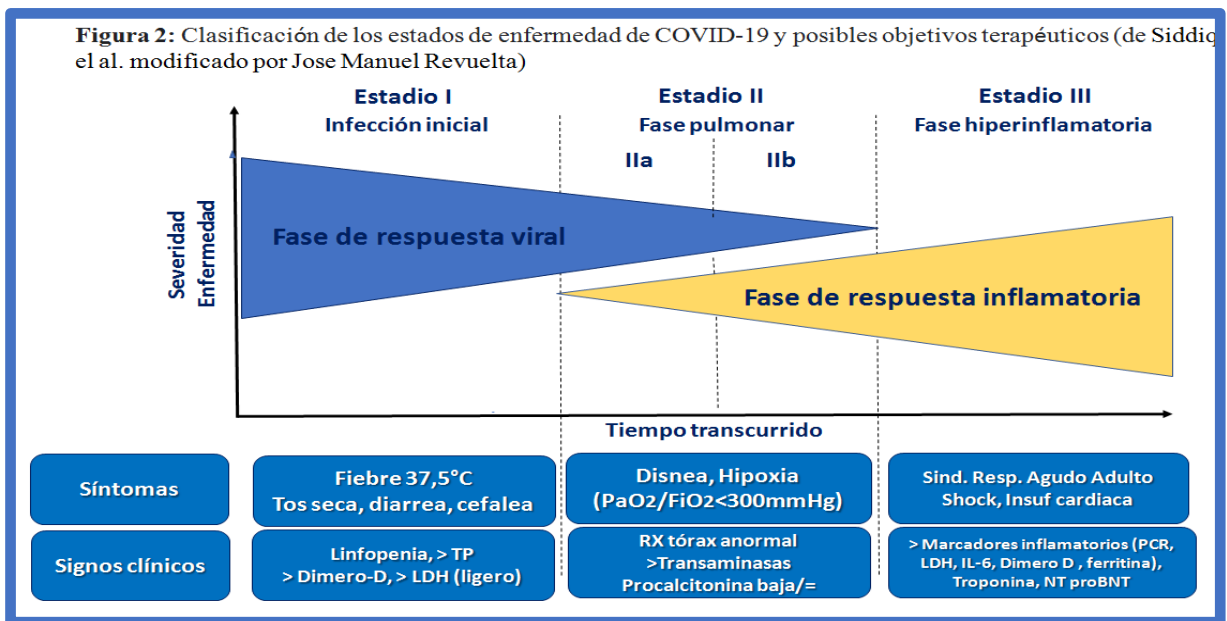 Figura 2: Clasificación de los estados de enfermedad de COVID-19 y posibles objetivos terapéuticos (de Siddiq
el al. modificado por Jose Manuel Revuelta)
Estadio I
Infección inicial
Estadio II
Fase pulmonar
IIa
IIb
Estadio III
Fase hiperinflamatoria
Severidad
Enfermedad
Fase de respuesta viral
Fase de respuesta inflamatoria
Tiempo transcurrido
Síntomas
Fiebre 37,5°C
Tos seca, diarrea, cefalea
Disnea, Hipoxia
(PaO2/FiO2<300mmHg)
Sind. Resp. Agudo Adulto
Shock, Insuf cardiaca
Signos clínicos
Linfopenia, > TP
> Dimero-D, > LDH (ligero)
RX tórax anormal
>Transaminasas
Procalcitonina baja/=
> Marcadores inflamatorios (PCR,
LDH, IL-6, Dimero D , ferritina),
Troponina, NT proBNT